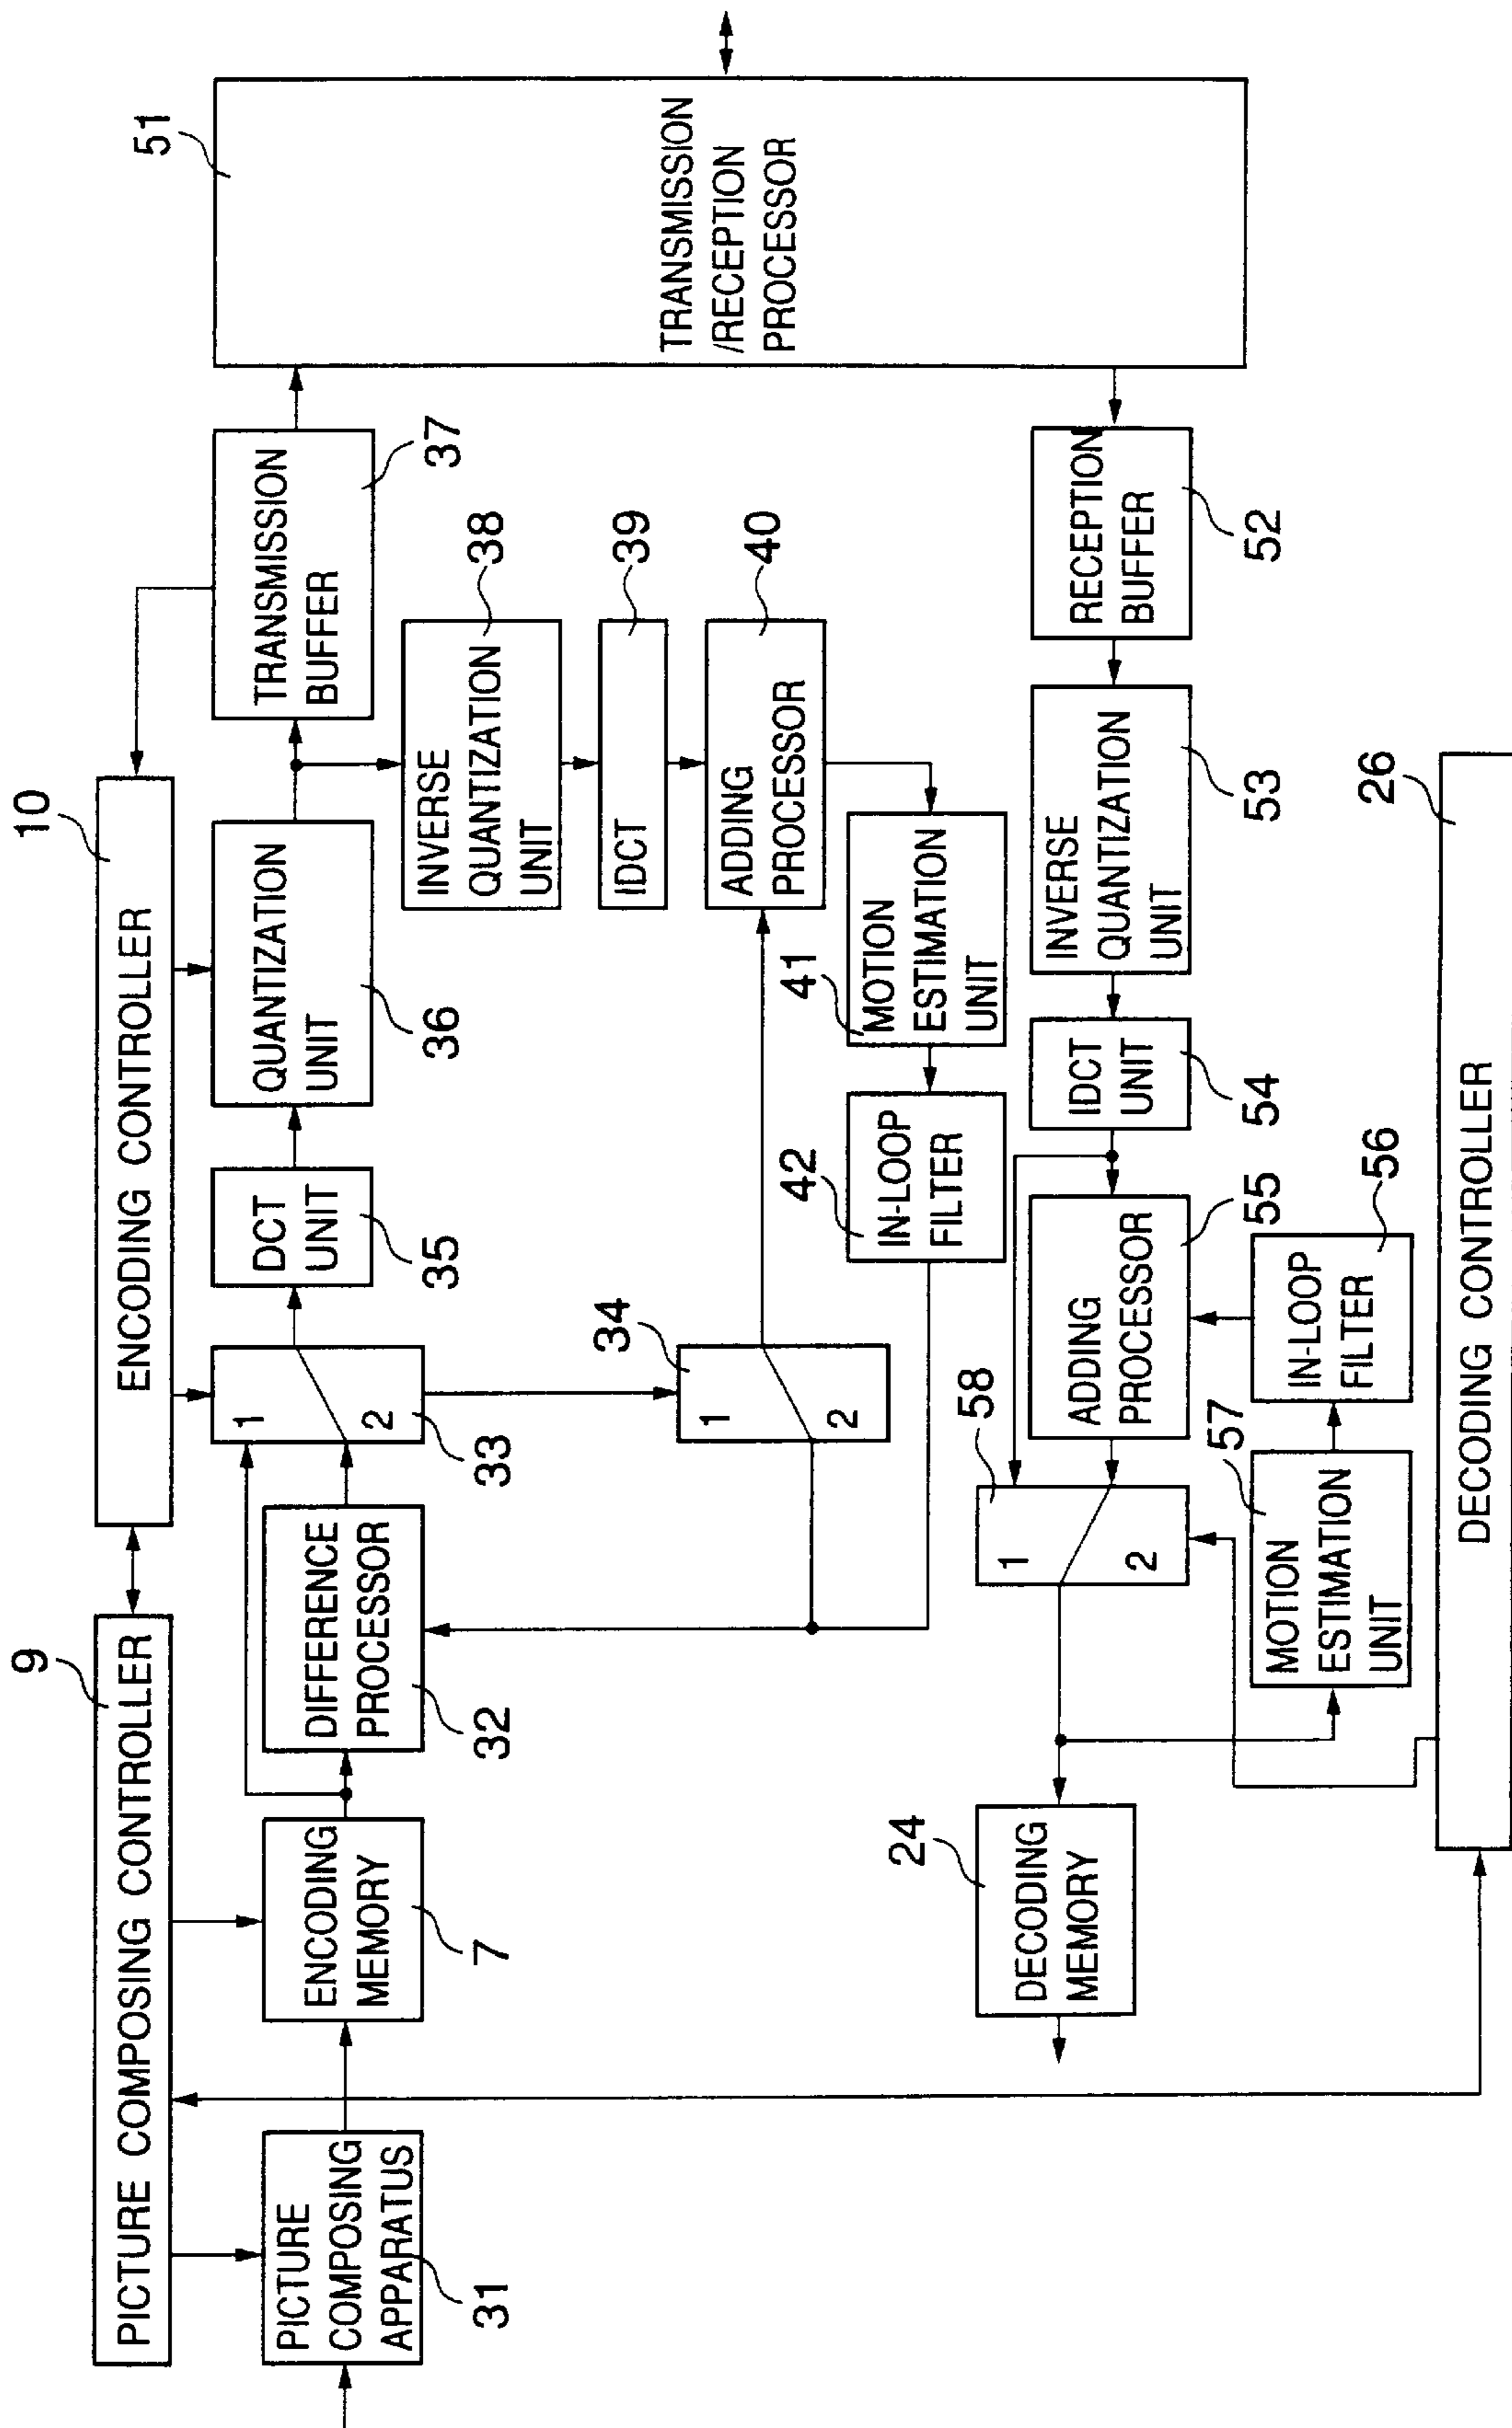 9
PICTURE COMPOSING CONTROLLER
10
ENCODING CONTROLLER
PICTURE
COMPOSING
APPARATUS
31
ENCODING
MEMORY
7
DIFFERENCE
PROCESSOR
32
1
2
33
DCT
UNIT
35
QUANTIZATION
UNIT
36
TRANSMISSION
BUFFER
37
51
TRANSMISSION
/RECEPTION
PROCESSOR
INVERSE
QUANTIZATION
UNIT
38
IDCT
39
ADDING
PROCESSOR
40
34
1
2
41
MOTION
ESTIMATION
UNIT
42
IN-LOOP
FILTER
24
DECODING
MEMORY
58
1
2
ADDING
PROCESSOR
55
IDCT
UNIT
54
INVERSE
QUANTIZATION
UNIT
53
RECEPTION
BUFFER
52
57
MOTION
ESTIMATION
UNIT
IN-LOOP
FILTER
56
26
DECODING CONTROLLER